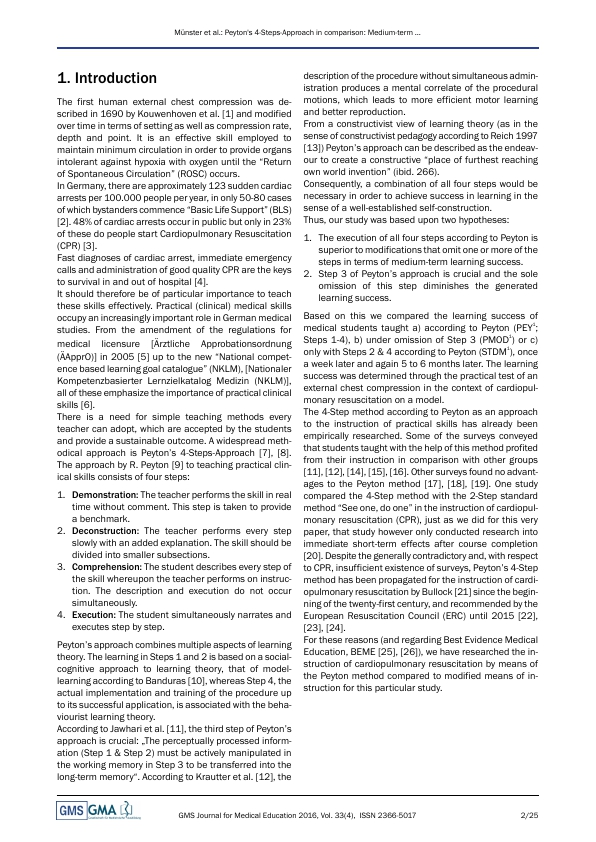 Münster et al.: Peyton's 4-Steps-Approach in comparison: Medium-term ...
1. Introduction
The first human external chest compression was de-
scribed in 1690 by Kouwenhoven et al. [1] and modified
over time in terms of setting as well as compression rate,
depth and point. It is an effective skill employed to
maintain minimum circulation in order to provide organs
intolerant against hypoxia with oxygen until the “Return
of Spontaneous Circulation” (ROSC) occurs.
In Germany, there are approximately 123 sudden cardiac
arrests per 100.000 people per year, in only 50-80 cases
of which bystanders commence “Basic Life Support” (BLS)
[2]. 48% of cardiac arrests occur in public but only in 23%
of these do people start Cardiopulmonary Resuscitation
(CPR) [3].
Fast diagnoses of cardiac arrest, immediate emergency
calls and administration of good quality CPR are the keys
to survival in and out of hospital [4].
It should therefore be of particular importance to teach
these skills effectively. Practical (clinical) medical skills
occupy an increasingly important role in German medical
studies. From the amendment of the regulations for
medical licensure [Ärztliche Approbationsordnung
(ÄApprO)] in 2005 [5] up to the new “National compet-
ence based learning goal catalogue” (NKLM), [Nationaler
Kompetenzbasierter Lernzielkatalog Medizin (NKLM)],
all of these emphasize the importance of practical clinical
skills [6].
There is a need for simple teaching methods every
teacher can adopt, which are accepted by the students
and provide a sustainable outcome. A widespread meth-
odical approach is Peyton's 4-Steps-Approach [7], [8].
The approach by R. Peyton [9] to teaching practical clin-
ical skills consists of four steps:
1. Demonstration: The teacher performs the skill in real
time without comment. This step is taken to provide
a benchmark.
2. Deconstruction: The teacher performs every step
slowly with an added explanation. The skill should be
divided into smaller subsections.
3. Comprehension: The student describes every step of
the skill whereupon the teacher performs on instruc-
tion. The description and execution do not occur
simultaneously.
4. Execution: The student simultaneously narrates and
executes step by step.
Peyton's approach combines multiple aspects of learning
theory. The learning in Steps 1 and 2 is based on a social-
cognitive approach to learning theory, that of model-
learning according to Banduras [10], whereas Step 4, the
actual implementation and training of the procedure up
to its successful application, is associated with the beha-
viourist learning theory.
According to Jawhari et al. [11], the third step of Peyton's
approach is crucial: „The perceptually processed inform-
ation (Step 1 & Step 2) must be actively manipulated in
the working memory in Step 3 to be transferred into the
long-term memory“. According to Krautter et al. [12], the
description of the procedure without simultaneous admin-
istration produces a mental correlate of the procedural
motions, which leads to more efficient motor learning
and better reproduction.
From a constructivist view of learning theory (as in the
sense of constructivist pedagogy according to Reich 1997
[13]) Peyton's approach can be described as the endeav-
our to create a constructive “place of furthest reaching
own world invention” (ibid. 266).
Consequently, a combination of all four steps would be
necessary in order to achieve success in learning in the
sense of a well-established self-construction.
Thus, our study was based upon two hypotheses:
1. The execution of all four steps according to Peyton is
superior to modifications that omit one or more of the
steps in terms of medium-term learning success.
2. Step 3 of Peyton's approach is crucial and the sole
omission of this step diminishes the generated
learning success.
Based on this we compared the learning success of
medical students taught a) according to Peyton (PEY¹;
Steps 1-4), b) under omission of Step 3 (PMOD¹) or c)
only with Steps 2 & 4 according to Peyton (STDM¹), once
a week later and again 5 to 6 months later. The learning
success was determined through the practical test of an
external chest compression in the context of cardiopul-
monary resuscitation on a model.
The 4-Step method according to Peyton as an approach
to the instruction of practical skills has already been
empirically researched. Some of the surveys conveyed
that students taught with the help of this method profited
from their instruction in comparison with other groups
[11], [12], [14], [15], [16]. Other surveys found no advant-
ages to the Peyton method [17], [18], [19]. One study
compared the 4-Step method with the 2-Step standard
method “See one, do one” in the instruction of cardiopul-
monary resuscitation (CPR), just as we did for this very
paper, that study however only conducted research into
immediate short-term effects after course completion
[20]. Despite the generally contradictory and, with respect
to CPR, insufficient existence of surveys, Peyton's 4-Step
method has been propagated for the instruction of cardi-
opulmonary resuscitation by Bullock [21] since the begin-
ning of the twenty-first century, and recommended by the
European Resuscitation Council (ERC) until 2015 [22],
[23], [24].
For these reasons (and regarding Best Evidence Medical
Education, BEME [25], [26]), we have researched the in-
struction of cardiopulmonary resuscitation by means of
the Peyton method compared to modified means of in-
struction for this particular study.
GMS GMA
GMS Journal for Medical Education 2016, Vol. 33(4), ISSN 2366-5017
2/25